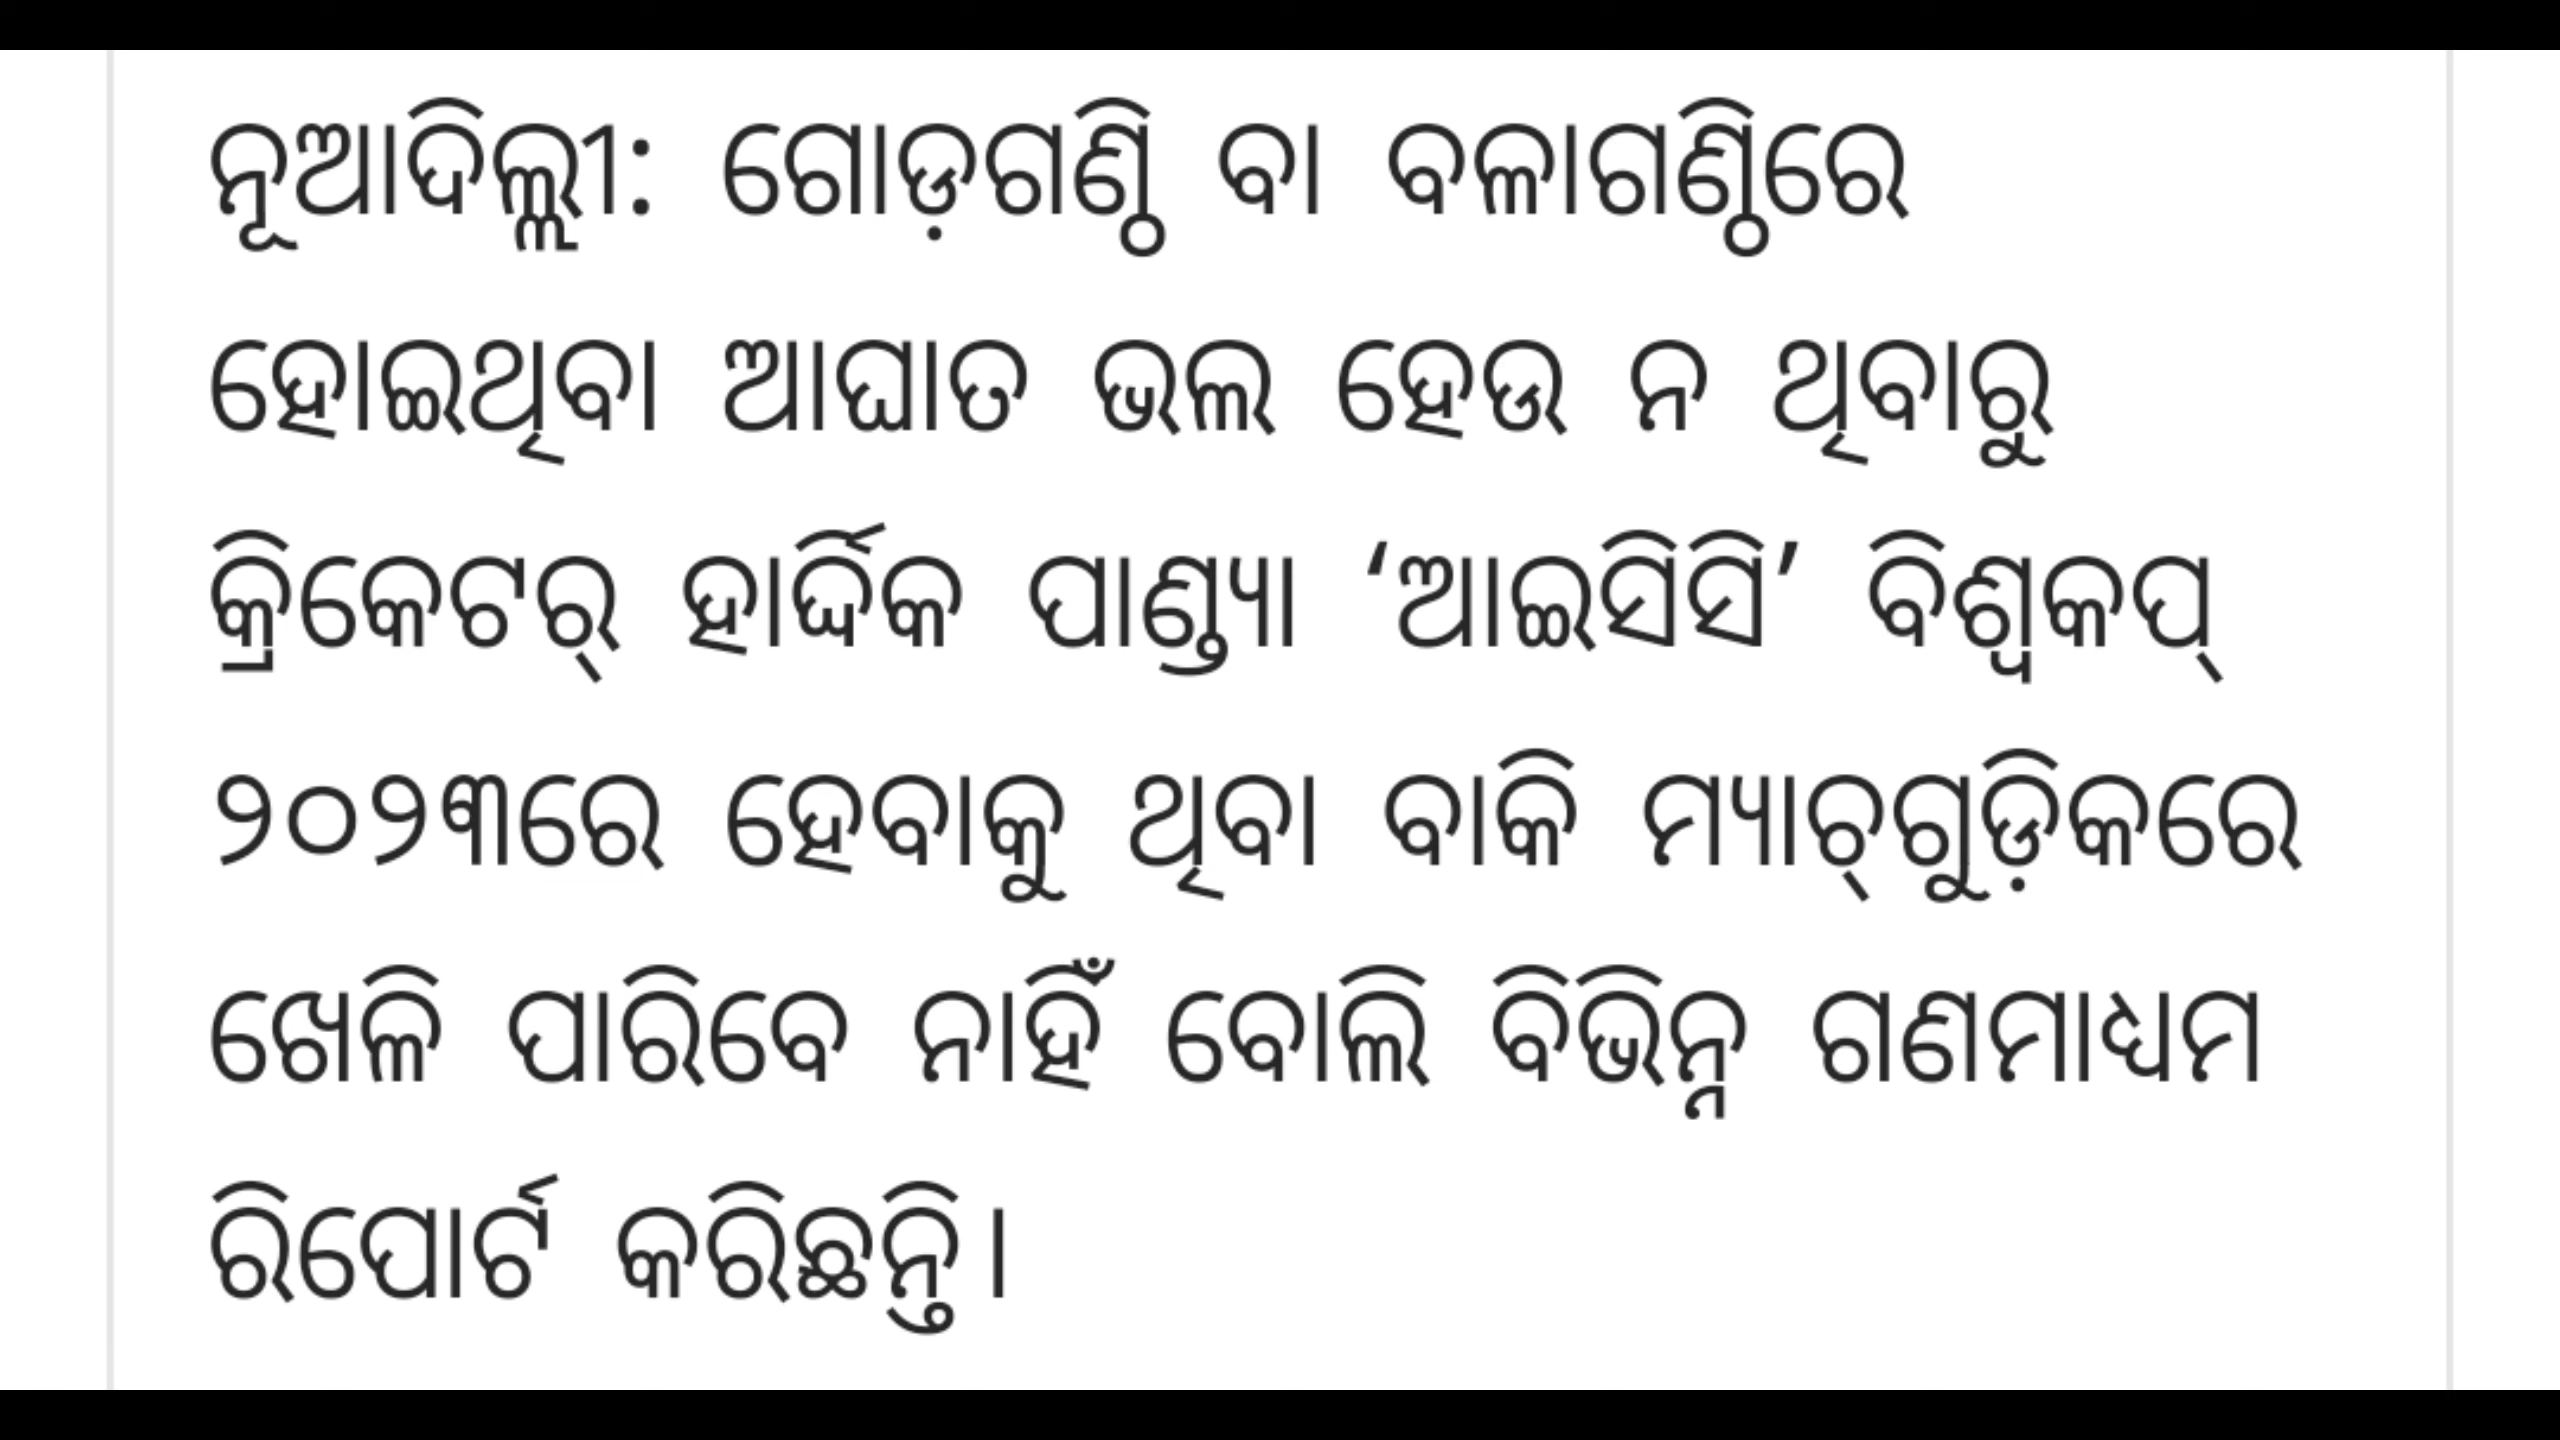 ନୂଆଦିଲ୍ଲୀ: ଗୋଡ଼ଗଣ୍ଠି ବା ବଳାଗଣ୍ଠିରେ
ହୋଇଥିବା ଆଘାତ ଭଲ ହେଉ ନ ଥିବାରୁ
କ୍ରିକେଟର୍ ହାର୍ଦ୍ଦିକ ପାଣ୍ଡ୍ୟା ‘ଆଇସିସି’ ବିଶ୍ୱକପ୍
୨୦୨୩ରେ ହେବାକୁ ଥିବା ବାକି ମ୍ୟାଚ୍‌ଗୁଡ଼ିକରେ
ଖେଳି ପାରିବେ ନାହିଁ ବୋଲି ବିଭିନ୍ନ ଗଣମାଧ୍ୟମ
ରିପୋର୍ଟ କରିଛନ୍ତି।